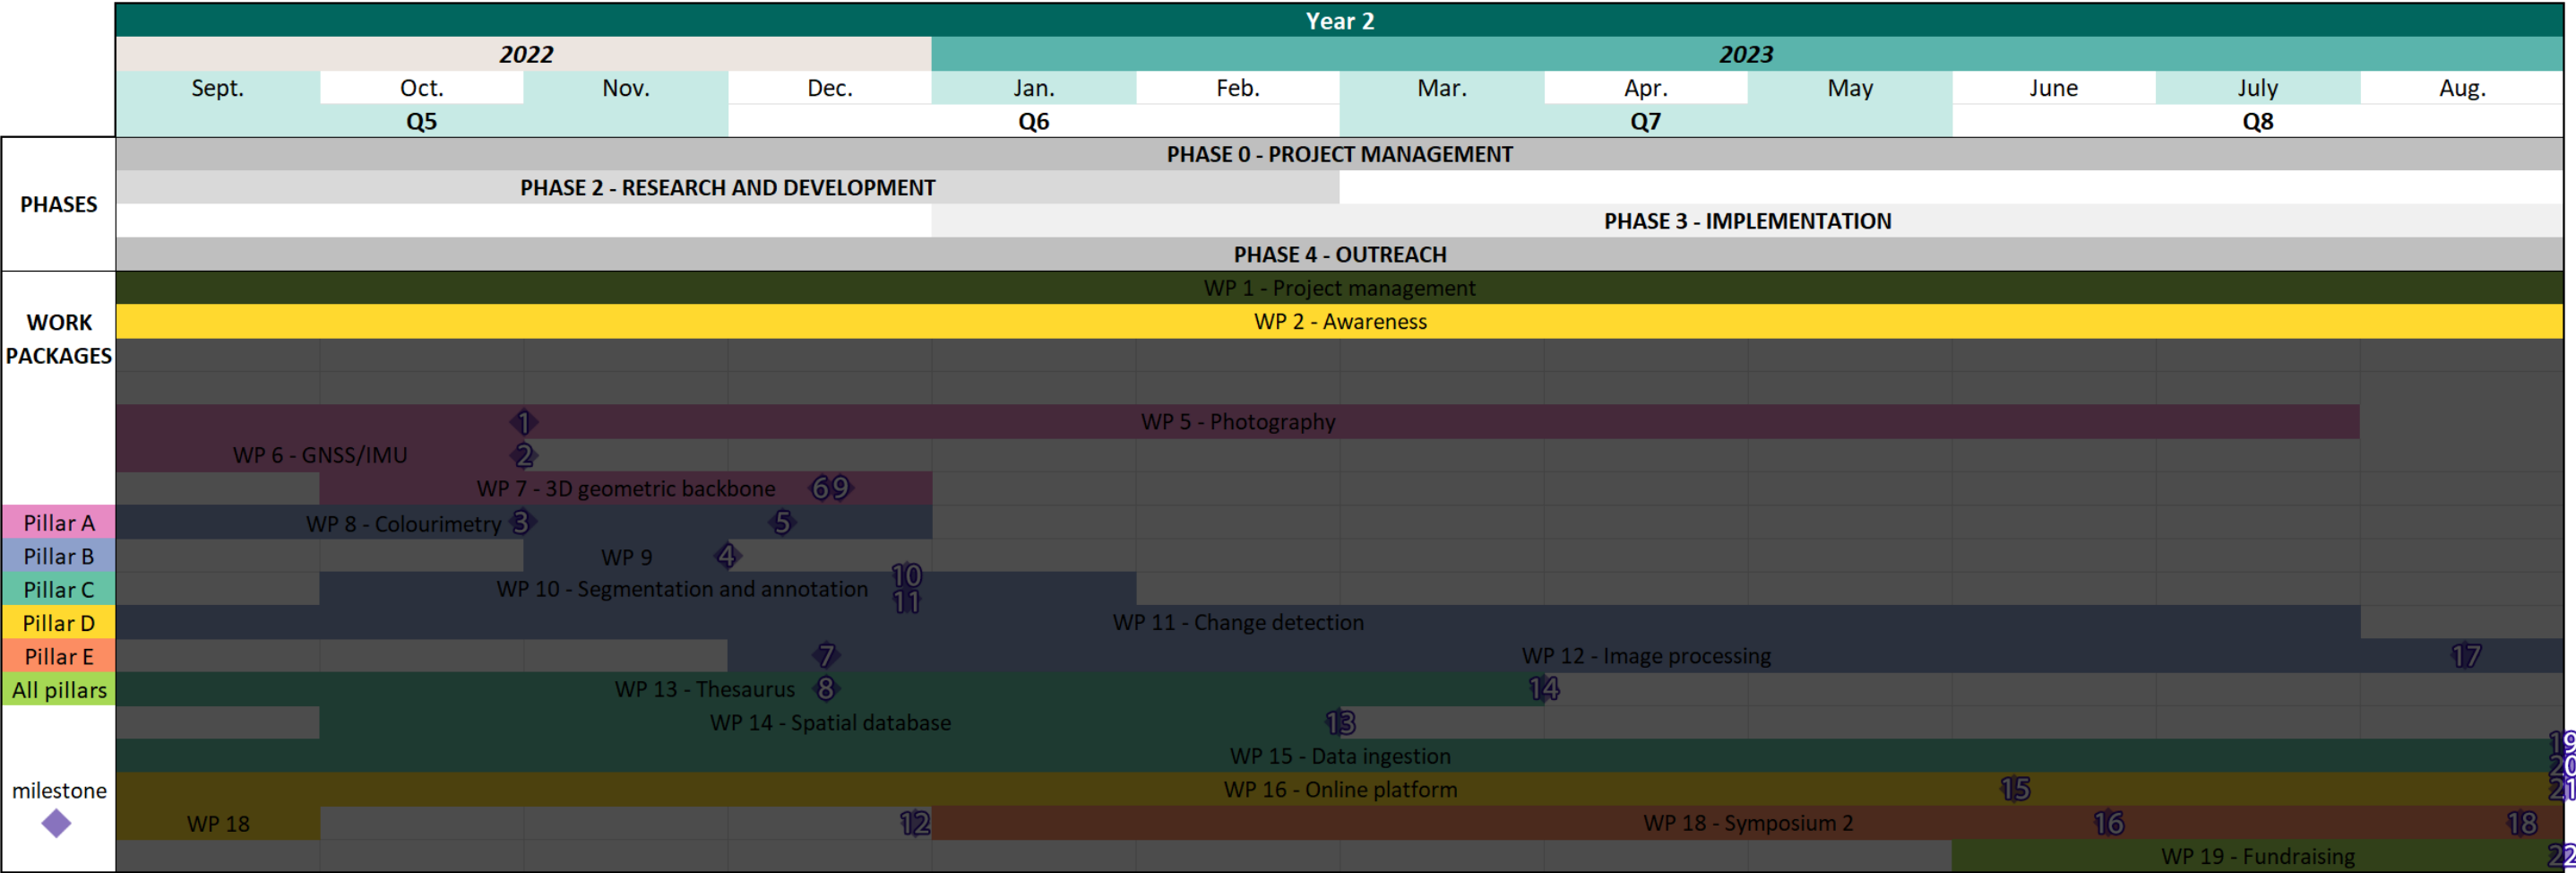 Year 2
2022 2023
Sept. Oct. Nov. Dec. Jan. Feb. Mar. Apr. May June July Aug.
Q5 Q6 Q7 Q8
PHASES
PHASE 0 - PROJECT MANAGEMENT
PHASE 2 - RESEARCH AND DEVELOPMENT
PHASE 3 - IMPLEMENTATION
PHASE 4 - OUTREACH
WORK
PACKAGES
WP 1 - Project management
WP 2 - Awareness
1 WP 5 - Photography
WP 6 - GNSS/IMU 2
WP 7 - 3D geometric backbone 6 9
Pillar A WP 8 - Colourimetry 3 5
Pillar B WP 9 4
Pillar C WP 10 - Segmentation and annotation 10
11
Pillar D WP 11 - Change detection
Pillar E 7 WP 12 - Image processing 17
All pillars WP 13 - Thesaurus 8 14
WP 14 - Spatial database 13
WP 15 - Data ingestion 19
20
milestone WP 16 - Online platform 15 21
WP 18 12 WP 18 - Symposium 2 16 18
WP 19 - Fundraising 22